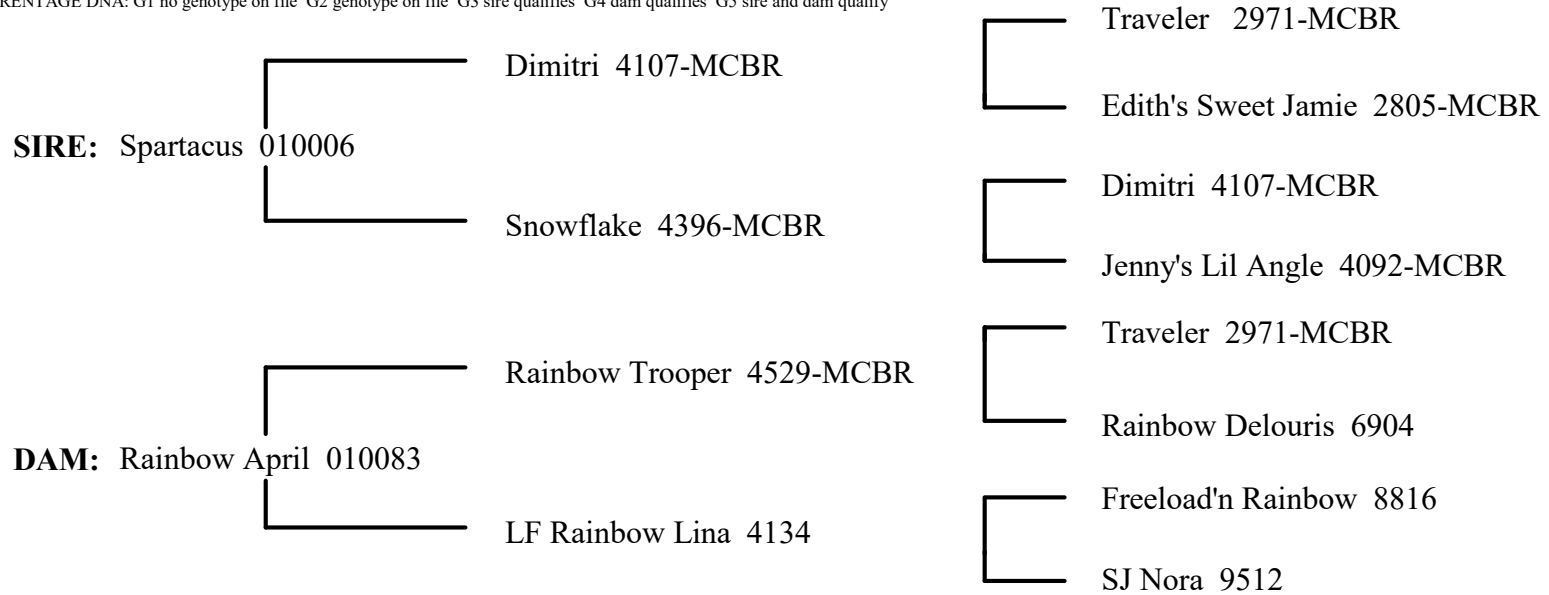 RENTAGE DNA: G1 no genotype on file G2 genotype on file G3 sire qualifies G4 dam qualifies G5 sire and dam qualify
Traveler 2971-MCBR
Dimitri 4107-MCBR
Edith's Sweet Jamie 2805-MCBR
SIRE: Spartacus 010006
Dimitri 4107-MCBR
Snowflake 4396-MCBR
Jenny's Lil Angle 4092-MCBR
Traveler 2971-MCBR
Rainbow Trooper 4529-MCBR
Rainbow Delouris 6904
DAM: Rainbow April 010083
Freeload'n Rainbow 8816
LF Rainbow Lina 4134
SJ Nora 9512